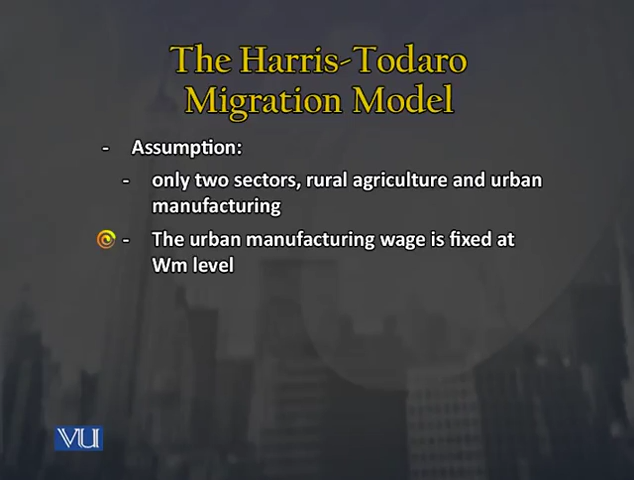 The Harris-Todaro
Migration Model
- Assumption:
- only two sectors, rural agriculture and urban
manufacturing
- The urban manufacturing wage is fixed at
Wm level
VU